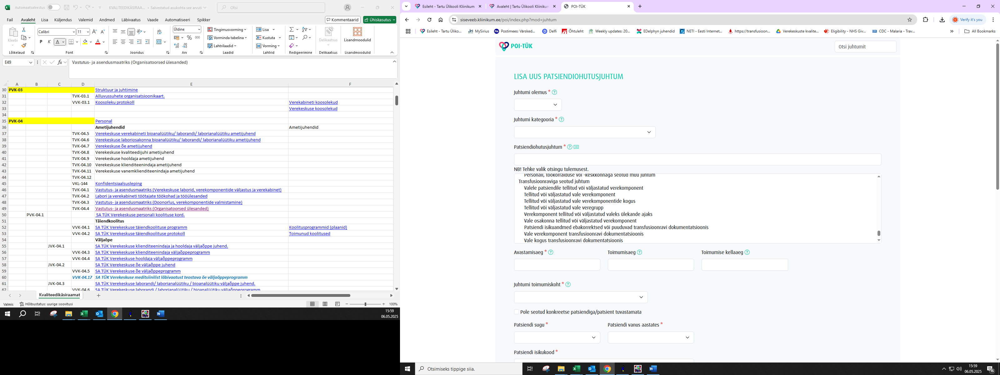 Automaatsalvestus
KVALITEEDIKÄSIRAA... • Salvestatud asukohta see arvuti
Otsi
Fail Avaleht Lisa Küljendus Valemid Andmed Läbivaatus Vaade Automatiseeri Spikker
Kommentaarid Ühiskasutus
Kleebi
Lõikelaud
Calibri 11
P K A
Font
Joondus
Üldine
% 000
Arv
Tingimusvorming
Vorminda tabelina
Lahtrilaadid
Laadid
Lisa
Kustuta
Vorming
Lahtrid
Redigeerimine
Delikaatsus
Delikaatsus
Lisandmoodulid
Lisandmoodulid
E49 fx Vastutus- ja asendusmaatriks (Organisatoorsed ülesanded)
A B C D E F
30 PVK-03 Struktuur ja juhtimine
31 TVK-03.1 Alluvussuhete organisatsioonikaart.
32 VVK-03.1 Koosoleku protokoll Verekabineti koosolekud
33 Verekeskuse koosolekud
34
35 PVK-04 Personal
36 Ametijuhendid Ametijuhendid
37 TVK-04.5 Verekeskuse verekabineti bioanalüütiku/ laborandi/ laborianalüütiku ametijuhend
38 TVK-04.6 Verekeskuse laboriosakonna bioanalüütiku/ laborandi/ laborianalüütiku ametijuhend
39 TVK-04.7 Verekeskuse õe ametijuhend
40 TVK-04.8 Verekeskuse kvaliteedijuhi ametijuhend
41 TVK-04.9 Verekeskuse hooldaja ametijuhend
42 TVK-04.10 Verekeskuse klienditeenindaja ametijuhend
43 TVK-04.11 Verekeskuse vanemklienditeenindaja ametijuhend
44 TVK-04.12
45 VKL-144 Konfidentsiaalsusleping
46 TVK-04.1 Vastutus- ja asendusmaatriks (Verekeskuse laborid, verekomponentide väljastus ja verekabinet)
47 TVK-04.2 Labori ja verekabineti töötajate töökohad ja tööülesanded
48 TVK-04.3 Vastutus- ja asendusmaatriks (Doonorlus, verekomponentide valmistamine)
49 TVK-04.4 Vastutus- ja asendusmaatriks (Organisatoorsed ülesanded)
50 PVK-04.1 SA TÜK Verekeskuse personali koolituse kord.
51 Täiendkoolitus
52 VVK-04.1 SA TÜK Verekeskuse täiendkoolituse programm Koolitusprogrammid (plaanid)
53 VVK-04.2 SA TÜK Verekeskuse täiendkoolituse protokoll Toimunud koolitused
54 Väljaõpe
55 JVK-04.1 SA TÜK Verekeskuse klienditeenindaja ja hooldaja väljaõppe juhend.
56 VVK-04.3 SA TÜK Verekeskuse klienditeenindaja väljaõppeprogramm
57 VVK-04.4 SA TÜK Verekeskuse hooldaja väljaõppeprogramm
58 JVK-04.2 SA TÜK Verekeskuse õe väljaõppe juhend
59 VVK-04.5 SA TÜK Verekeskuse õe väljaõppeprogramm
60 VVK-04.17 SA TÜK Verekeskuse meditsiinilist läbivaatust teostava õe väljaõppeprogramm
61 JVK-04.3 SA TÜK Verekeskuse laborandi/ laborianalüütiku / bioanalüütiku väljaõppe juhend.
62 VVK-04.6 SA TÜK Verekeskuse laborandi / laborianalüütiku / bioanalüütiku väljaõppeprogramm
Kvaliteedikäsiraamat
Valmis Hõlbustus: uurige soovitusi 100%
15:59
06.05.2025
Esileht - Tartu Ülikooli Kliinikum
Avaleht | Tartu Ülikooli Kliinikum
POI-TÜK
siseveeb.kliinikum.ee/poi/index.php?mod=juhtum
Verify it's you
Esileht - Tartu Üliko... MySirius Postimees: Värsked... Delfi Õhtuleht Weekly updates: 20... EDelphyn juhendid NETI - Eesti Internet... https://transfusioon... Verekeskuste kvalite... Eligibility - NHS Giv... CDC - Malaria - Trav... » All Bookmarks
POI-TÜK
Otsi juhtumit
LISA UUS PATSIENDIOHUTUSJUHTUM
Juhtumi olemus *
Juhtumi kategooria *
Patsiendiohutusjuhtum *
NB! Tehke valik otsingu tulemusest.
Personali, töökorralduse või -keskkonnaga seotud muu juhtum
Transfusioonraviga seotud juhtum
Valele patsiendile tellitud või väljastatud verekomponent
Tellitud või väljastatud vale verekomponent
Tellitud või väljastatud vale verekomponentide kogus
Tellitud või väljastatud vale veregrupp
Verekomponent tellitud või väljastatud valeks ülekande ajaks
Vale osakonna tellitud või väljastatud verekomponent
Patsiendi isikuandmed ebakorrektsed või puuduvad transfusioonravi dokumentatsioonis
Vale verekomponent transfusioonravi dokumentatsioonis
Vale kogus transfusioonravi dokumentatsioonis
Avastamisaeg * Toimumisaeg Toimumise kellaaeg
Juhtumi toimumiskoht *
Pole seotud konkreetse patsiendiga/patsient tuvastamata
Patsiendi sugu * Patsiendi vanus aastates *
Patsiendi isikukood *
Otsimiseks tippige siia.
15:59
06.05.2025
16